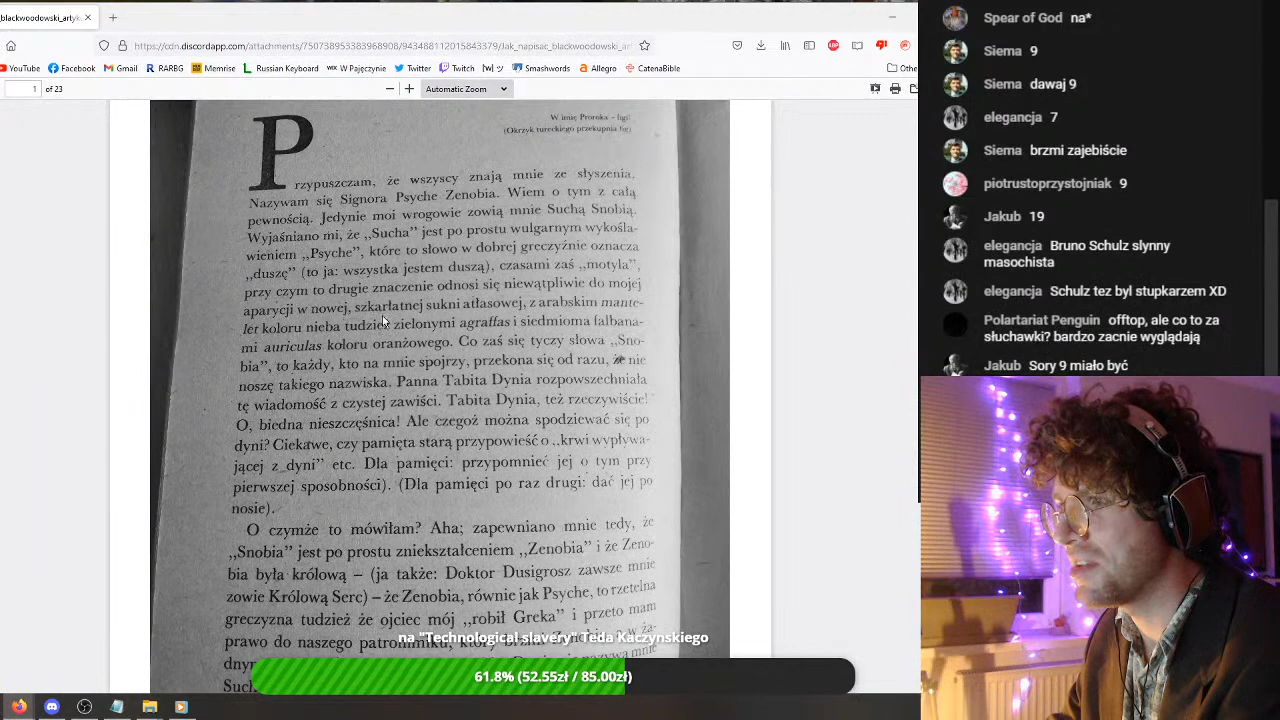 blackwoodowski_artyk
https://cdn.discordapp.com/attachments/750738953383968908/943488112015843379/Jak_napisac_blackwoodowski_art
YouTube Facebook Gmail RARBG Memrise Russian Keyboard W Pajęczynie Twitter Twitch Smashwords Allegro CatenaBible Othe
1 of 23 Automatic Zoom
W imię Proroka – figi!
(Okrzyk tureckiego przekupnia fig)
Przypuszczam, że wszyscy znają mnie ze słyszenia.
Nazywam się Signora Psyche Zenobia. Wiem o tym z całą
pewnością. Jedynie moi wrogowie zowią mnie Suchą Snobią.
Wyjaśniano mi, że ,,Sucha” jest po prostu wulgarnym wykośla-
wieniem ,,Psyche”, które to słowo w dobrej greczyźnie oznacza
,,duszę” (to ja: wszystka jestem duszą), czasami zaś ,,motyla”,
przy czym to drugie znaczenie odnosi się niewątpliwie do mojej
aparycji w nowej, szkarłatnej sukni atłasowej, z arabskim mante-
ler koloru nieba tudzież zielonymi agraffas i siedmioma falbana-
mi auriculas koloru oranżowego. Co zaś się tyczy słowa ,,Sno-
bia”, to każdy, kto na mnie spojrzy, przekona się od razu, że nie
noszę takiego nazwiska. Panna Tabita Dynia rozpowszechniała
tę wiadomość z czystej zawiści. Tabita Dynia, też rzeczywiście!
O, biedna nieszczęśnica! Ale czegoż można spodziewać się po
dyni? Ciekawe, czy pamięta starą przypowieść o ,,krwi wypływa-
jącej z dyni” etc. Dla pamięci: przypomnieć jej o tym przy
pierwszej sposobności). (Dla pamięci po raz drugi: dać jej po
nosie).
O czymże to mówiłam? Aha; zapewniano mnie tedy, że
,,Snobia” jest po prostu zniekształceniem ,,Zenobia” i że Zeno-
bia była królową – (ja także: Doktor Dusigrosz zawsze mnie
zowie Królową Serc) – że Zenobia, równie jak Psyche, to rzetelna
greczyzna tudzież że ojciec mój ,,robił Greka” i przeto mam
prawo do naszego patronimiku, który
dnym
Such
na "Technological slavery" Teda Kaczynskiego
61.8% (52.55zł / 85.00zł)
Spear of God na*
Siema 9
Siema dawaj 9
elegancja 7
Siema brzmi zajebiście
piotrustoprzystojniak 9
Jakub 19
elegancja Bruno Schulz slynny
masochista
elegancja Schulz tez byl stupkarzem XD
Polartariat Penguin offtop, ale co to za
słuchawki? bardzo zacnie wyglądają
Jakub Sory 9 miało być